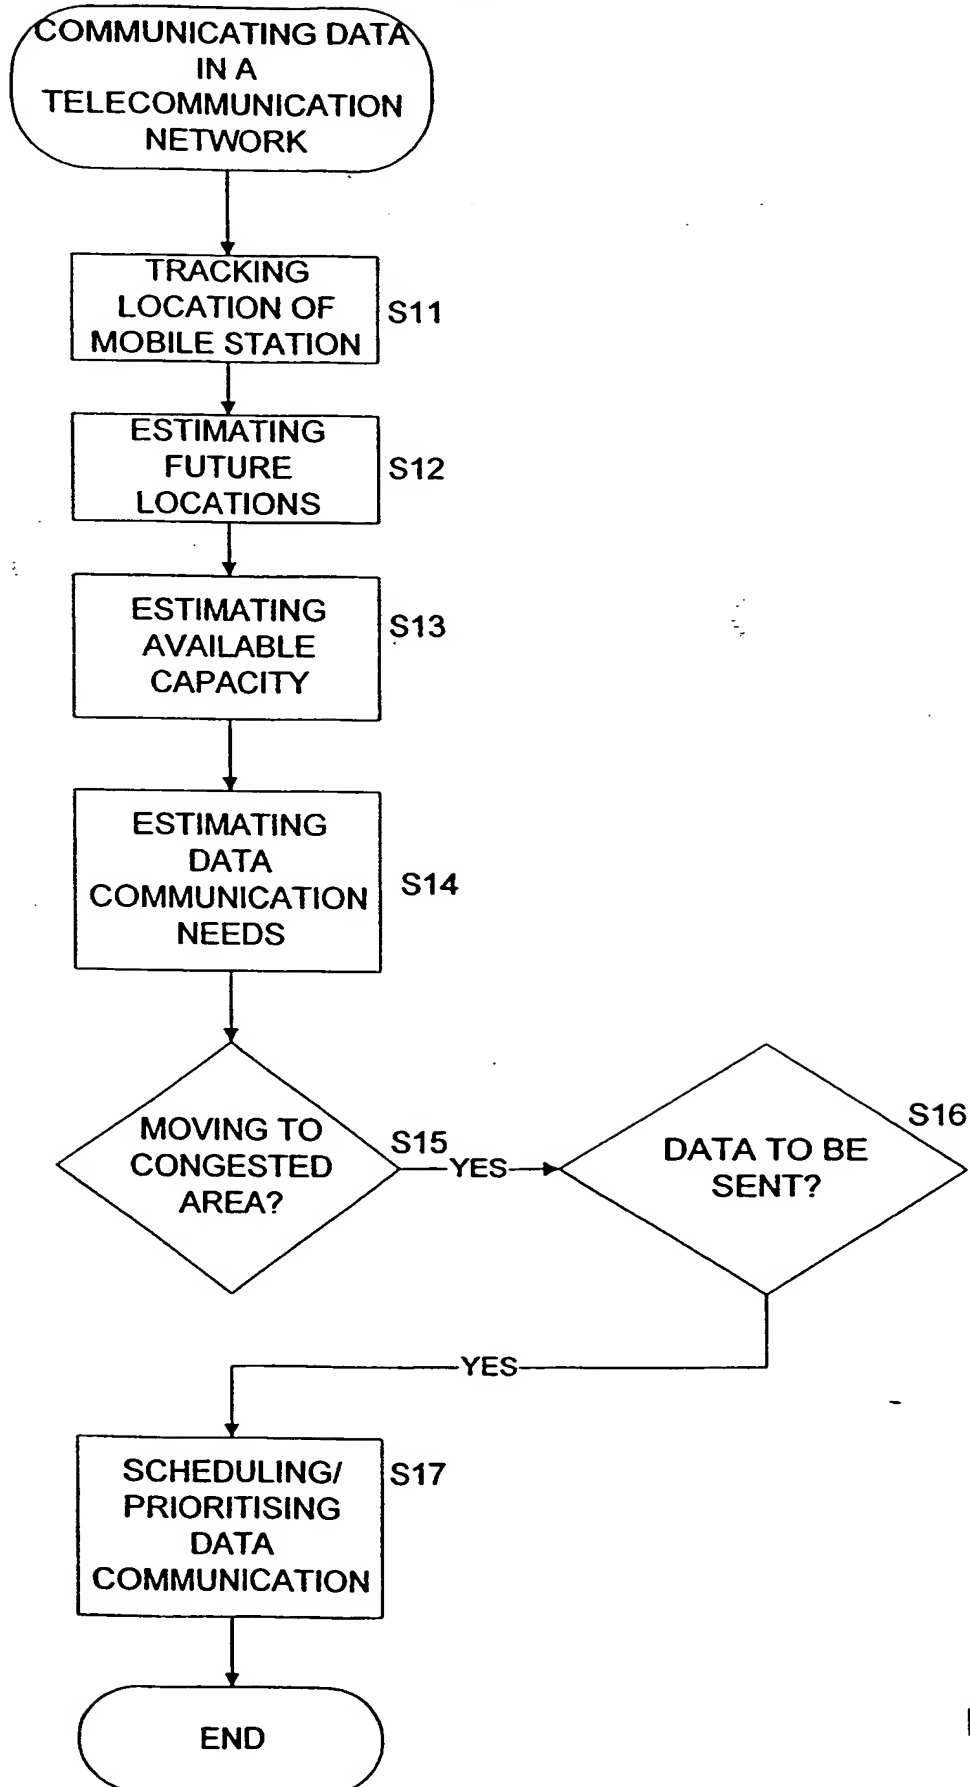 COMMUNICATING DATA
IN A
TELECOMMUNICATION
NETWORK
TRACKING
LOCATION OF
MOBILE STATION
S11
ESTIMATING
FUTURE
LOCATIONS
S12
ESTIMATING
AVAILABLE
CAPACITY
S13
ESTIMATING
DATA
COMMUNICATION
NEEDS
S14
MOVING TO
CONGESTED
AREA?
S15
YES
DATA TO BE
SENT?
S16
YES
SCHEDULING/
PRIORITISING
DATA
COMMUNICATION
S17
END